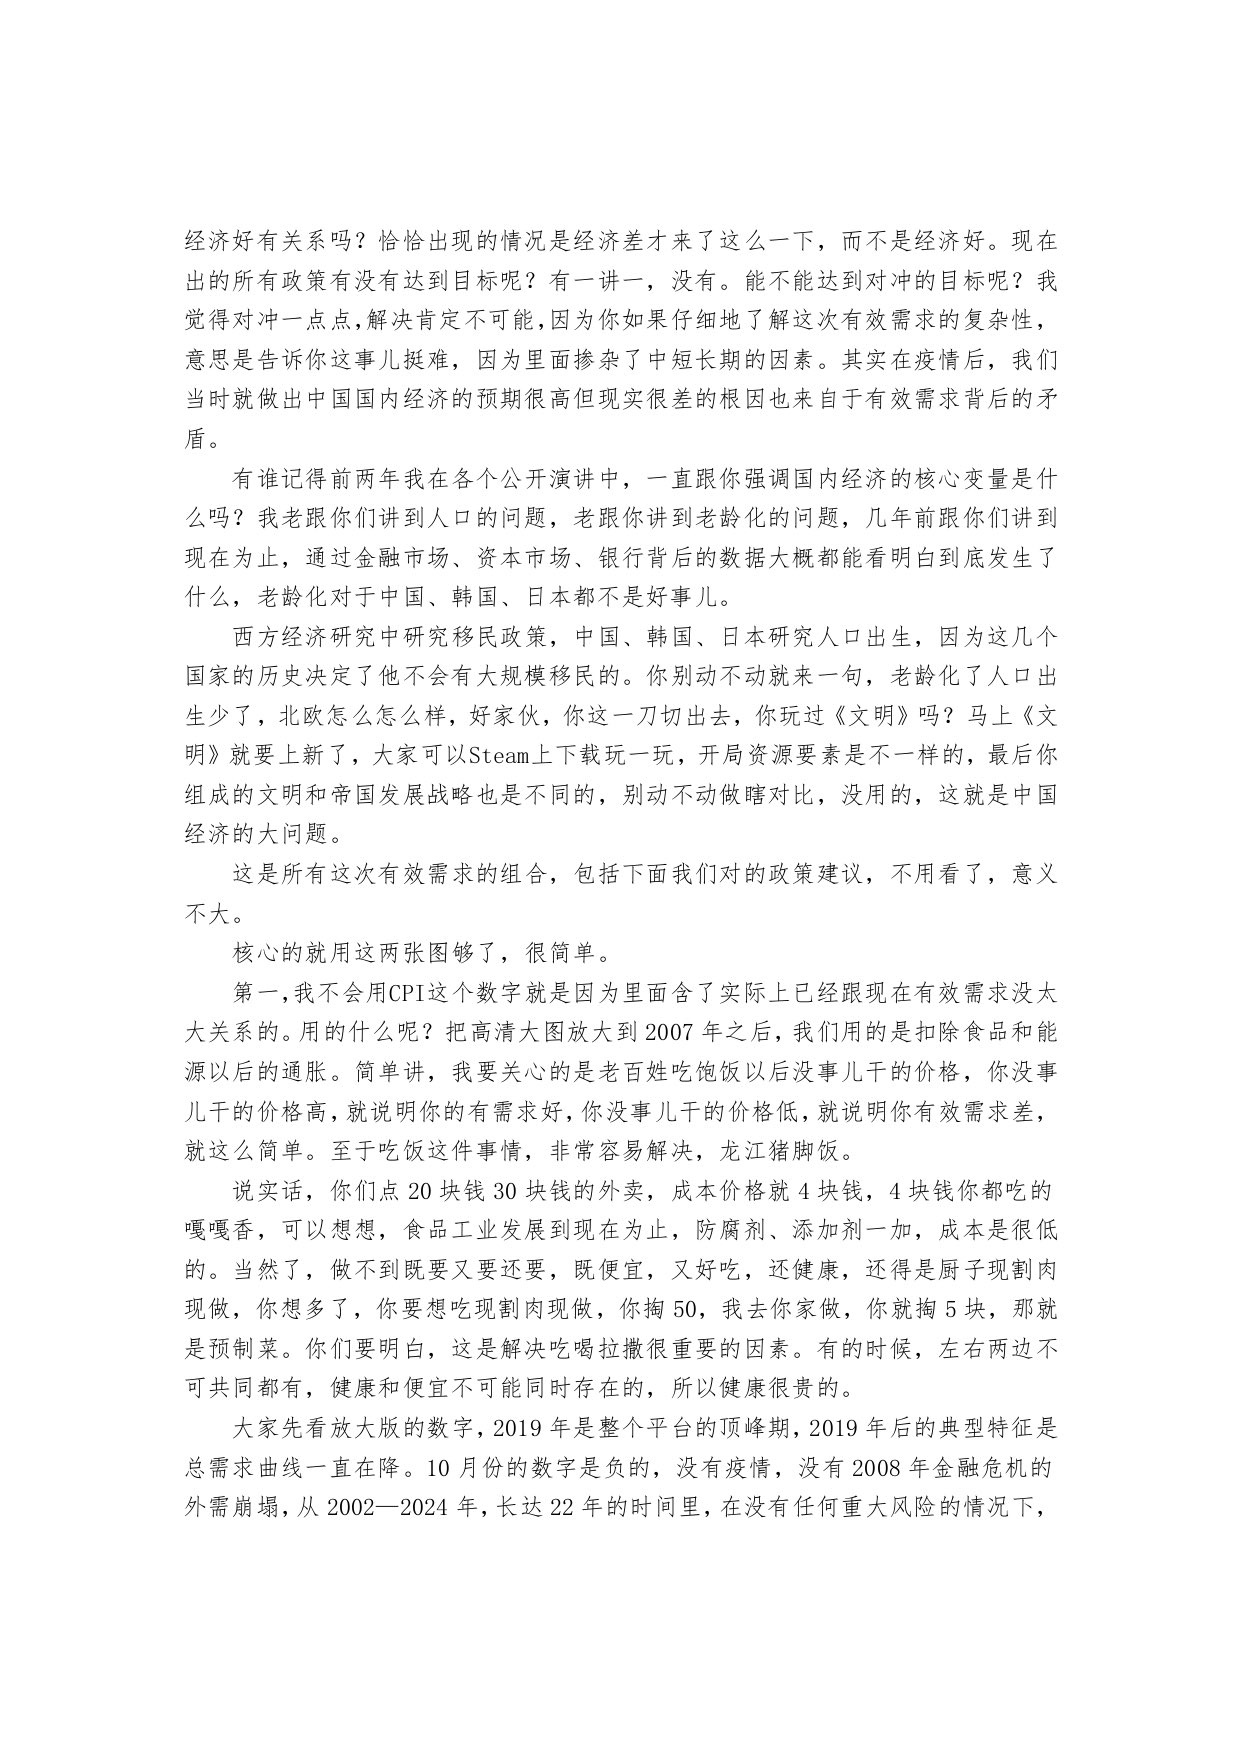 经济好有关系吗？恰恰出现的情况是经济差才来了这么一下，而不是经济好。现在
出的所有政策有没有达到目标呢？有一讲一，没有。能不能达到对冲的目标呢？我
觉得对冲一点点，解决肯定不可能，因为你如果仔细地了解这次有效需求的复杂性，
意思是告诉你这事儿挺难，因为里面掺杂了中短长期的因素。其实在疫情后，我们
当时就做出中国国内经济的预期很高但现实很差的根因也来自于有效需求背后的矛
盾。
有谁记得前两年我在各个公开演讲中，一直跟你强调国内经济的核心变量是什
么吗？我老跟你们讲到人口的问题，老跟你讲到老龄化的问题，几年前跟你们讲到
现在为止，通过金融市场、资本市场、银行背后的数据大概都能看明白到底发生了
什么，老龄化对于中国、韩国、日本都不是好事儿。
西方经济研究中研究移民政策，中国、韩国、日本研究人口出生，因为这几个
国家的历史决定了他不会有大规模移民的。你别动不动就来一句，老龄化了人口出
生少了，北欧怎么怎么样，好家伙，你这一刀切出去，你玩过《文明》吗？马上《文
明》就要上新了，大家可以Steam上下载玩一玩，开局资源要素是不一样的，最后你
组成的文明和帝国发展战略也是不同的，别动不动做瞎对比，没用的，这就是中国
经济的大问题。
这是所有这次有效需求的组合，包括下面我们对的政策建议，不用看了，意义
不大。
核心的就用这两张图够了，很简单。
第一，我不会用CPI这个数字就是因为里面含了实际上已经跟现在有效需求没太
大关系的。用的什么呢？把高清大图放大到 2007 年之后，我们用的是扣除食品和能
源以后的通胀。简单讲，我要关心的是老百姓吃饱饭以后没事儿干的价格，你没事
儿干的价格高，就说明你的有需求好，你没事儿干的价格低，就说明你有效需求差，
就这么简单。至于吃饭这件事情，非常容易解决，龙江猪脚饭。
说实话，你们点 20 块钱 30 块钱的外卖，成本价格就 4 块钱，4 块钱你都吃的
嘎嘎香，可以想想，食品工业发展到现在为止，防腐剂、添加剂一加，成本是很低
的。当然了，做不到既要又要还要，既便宜，又好吃，还健康，还得是厨子现割肉
现做，你想多了，你要想吃现割肉现做，你掏 50，我去你家做，你就掏 5 块，那就
是预制菜。你们要明白，这是解决吃喝拉撒很重要的因素。有的时候，左右两边不
可共同都有，健康和便宜不可能同时存在的，所以健康很贵的。
大家先看放大版的数字，2019 年是整个平台的顶峰期，2019 年后的典型特征是
总需求曲线一直在降。10 月份的数字是负的，没有疫情，没有 2008 年金融危机的
外需崩塌，从 2002—2024 年，长达 22 年的时间里，在没有任何重大风险的情况下，